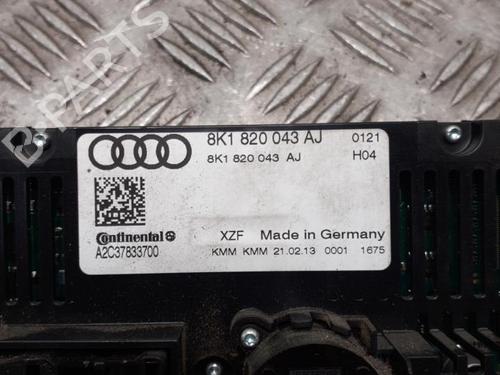 8K1 820 043 AJ 0121
8K1 820 043 AJ H04
Continental
XZF Made in Germany
A2C37833700
KMM KMM 21.02.13 0001 1675
B PARTS